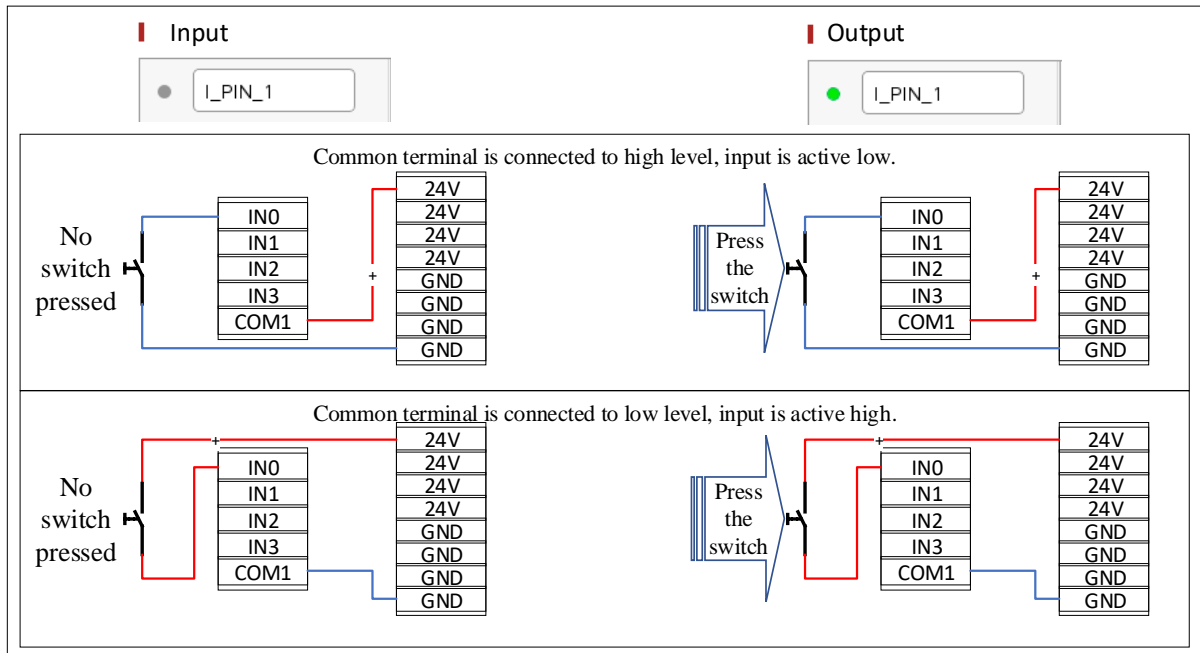 Input
Output
I_PIN_1
I_PIN_1
Common terminal is connected to high level, input is active low.
No
switch
pressed
IN0
IN1
IN2
IN3
COM1
+
24V
24V
24V
24V
GND
GND
GND
GND
Press
the
switch
IN0
IN1
IN2
IN3
COM1
+
24V
24V
24V
24V
GND
GND
GND
GND
Common terminal is connected to low level, input is active high.
No
switch
pressed
+
IN0
IN1
IN2
IN3
COM1
24V
24V
24V
24V
GND
GND
GND
GND
Press
the
switch
+
IN0
IN1
IN2
IN3
COM1
24V
24V
24V
24V
GND
GND
GND
GND